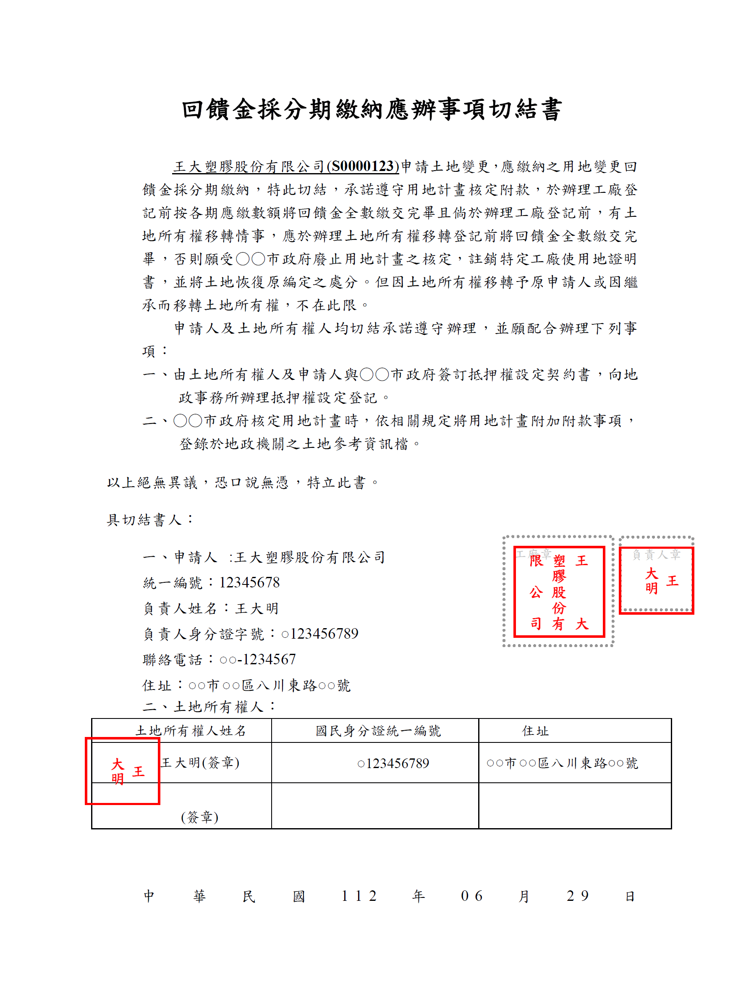 回饋金採分期繳納應辦事項切結書
王大塑膠股份有限公司(S0000123)申請土地變更，應繳納之用地變更回
饋金採分期繳納，特此切結，承諾遵守用地計畫核定附款，於辦理工廠登
記前按各期應繳數額將回饋金全數繳交完畢且倘於辦理工廠登記前，有土
地所有權移轉情事，應於辦理土地所有權移轉登記前將回饋金全數繳交完
畢，否則願受◯◯市政府廢止用地計畫之核定，註銷特定工廠使用地證明
書，並將土地恢復原編定之處分。但因土地所有權移轉予原申請人或因繼
承而移轉土地所有權，不在此限。
申請人及土地所有權人均切結承諾遵守辦理，並願配合辦理下列事
項：
一、由土地所有權人及申請人與◯◯市政府簽訂抵押權設定契約書，向地
政事務所辦理抵押權設定登記。
二、◯◯市政府核定用地計畫時，依相關規定將用地計畫附加附款事項，
登錄於地政機關之土地參考資訊檔。
以上絕無異議，恐口說無憑，特立此書。
具切結書人：
工廠章
王大塑膠股份有限公司
負責人章
王大明
一、申請人 :王大塑膠股份有限公司
統一編號：12345678
負責人姓名：王大明
負責人身分證字號：○123456789
聯絡電話：○○-1234567
住址：○○市○○區八川東路○○號
二、土地所有權人：
土地所有權人姓名 國民身分證統一編號 住址
王大明
王大明(簽章) ○123456789 ○○市○○區八川東路○○號
(簽章)
中華民國112年06月29日